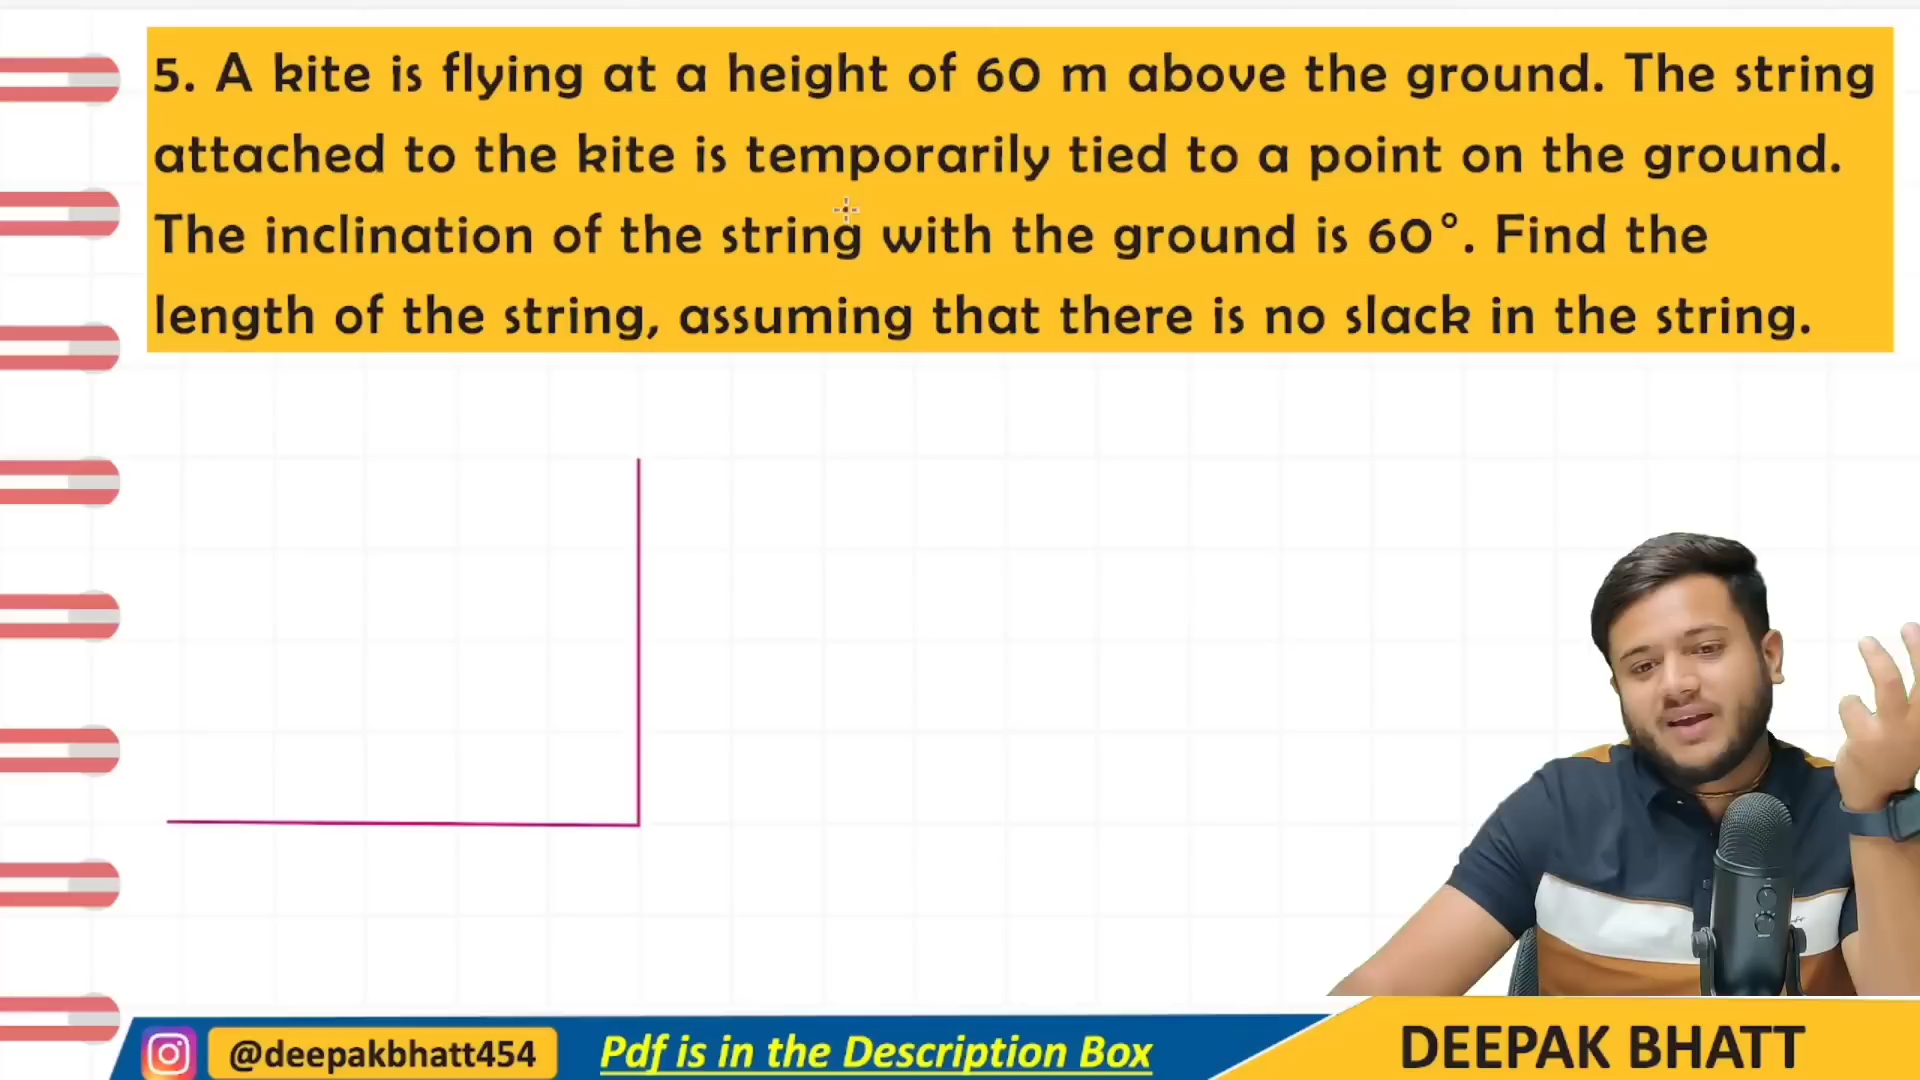 5. A kite is flying at a height of 60 m above the ground. The string
attached to the kite is temporarily tied to a point on the ground.
The inclination of the string with the ground is 60°. Find the
length of the string, assuming that there is no slack in the string.
@deepakbhatt454
Pdf is in the Description Box
DEEPAK BHATT